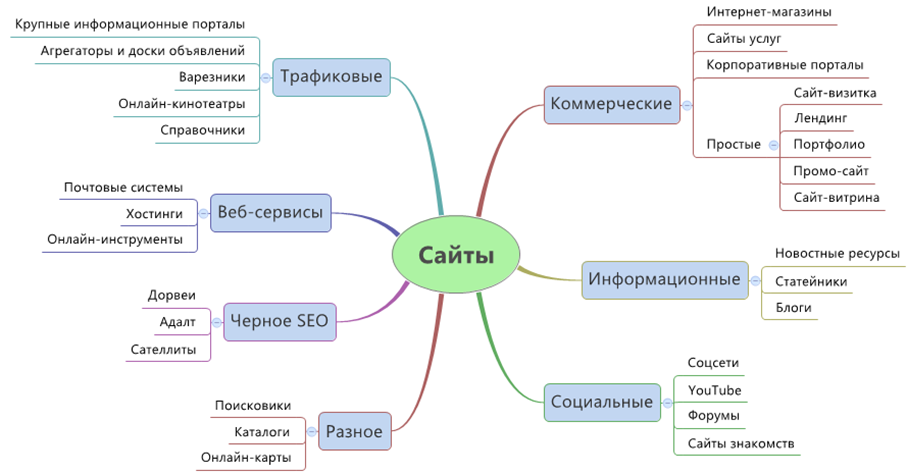 Сайты
Трафиковые
Крупные информационные порталы
Агрегаторы и доски объявлений
Варезники
Онлайн-кинотеатры
Справочники
Веб-сервисы
Почтовые системы
Хостинги
Онлайн-инструменты
Черное SEO
Дорвеи
Адалт
Сателлиты
Разное
Поисковики
Каталоги
Онлайн-карты
Коммерческие
Интернет-магазины
Сайты услуг
Корпоративные порталы
Простые
Сайт-визитка
Лендинг
Портфолио
Промо-сайт
Сайт-витрина
Информационные
Новостные ресурсы
Статейники
Блоги
Социальные
Соцсети
YouTube
Форумы
Сайты знакомств